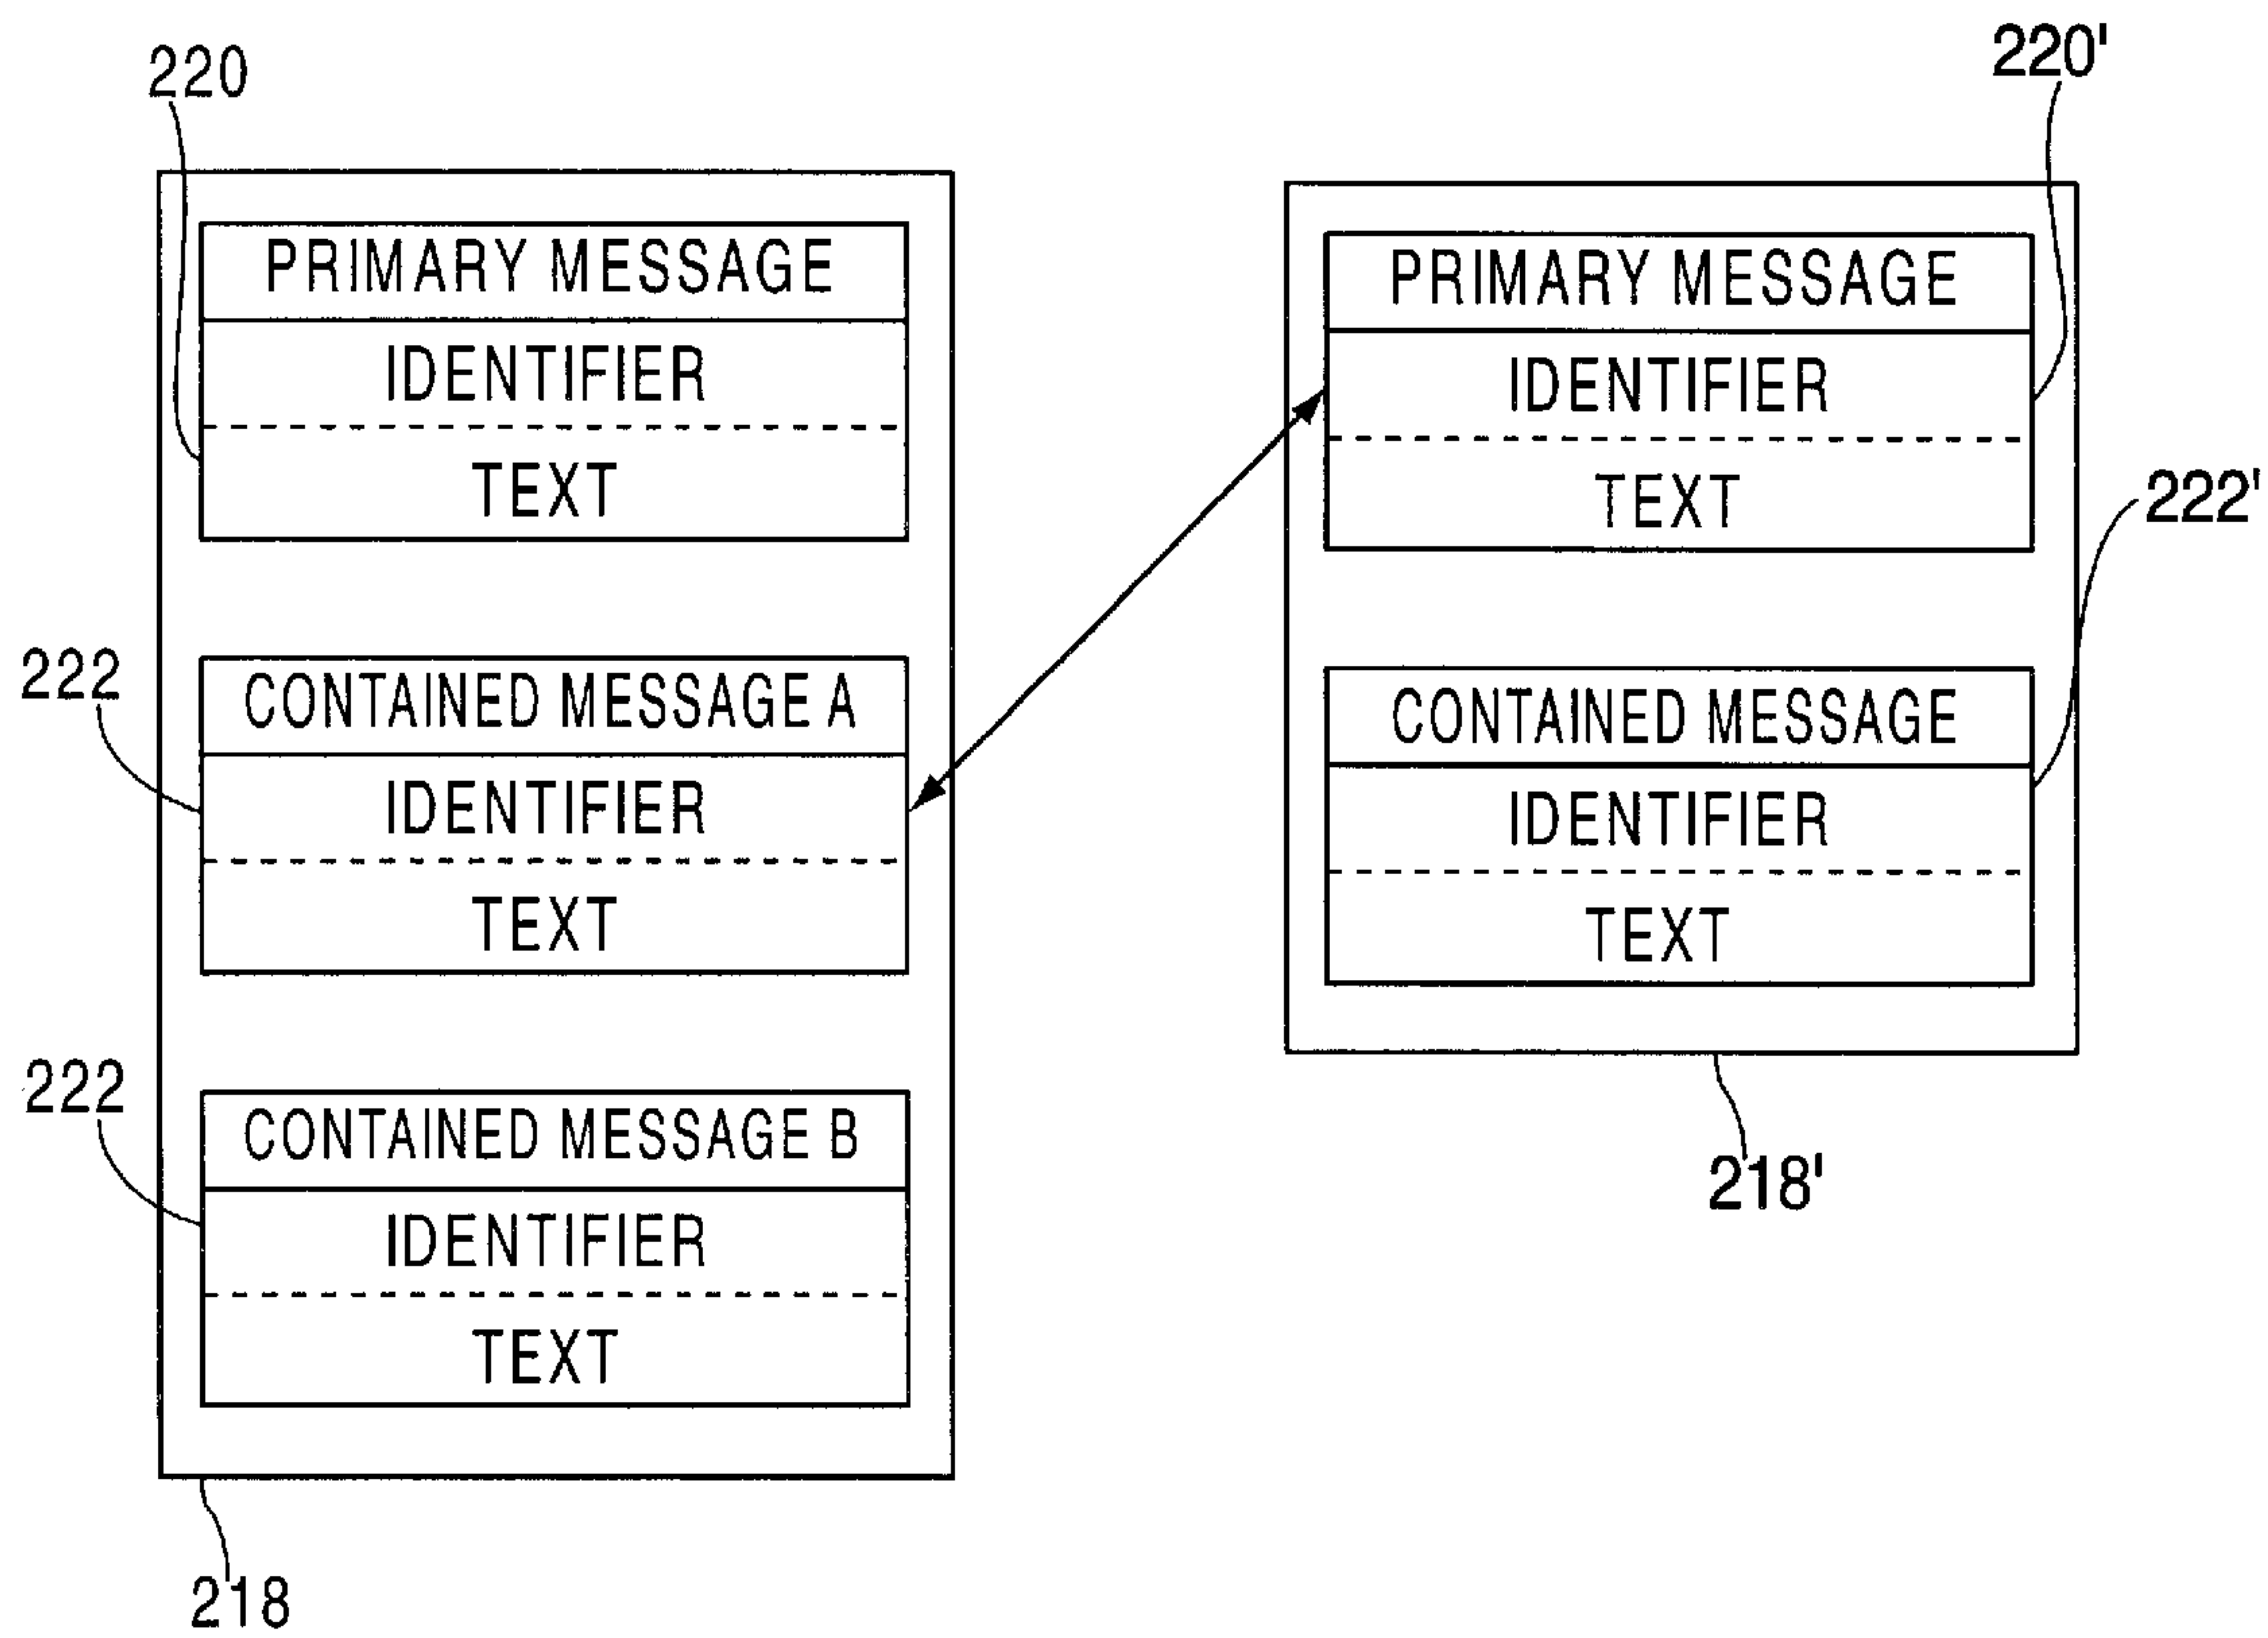 220
PRIMARY MESSAGE
IDENTIFIER
TEXT
222
CONTAINED MESSAGE A
IDENTIFIER
TEXT
222
CONTAINED MESSAGE B
IDENTIFIER
TEXT
218
220'
PRIMARY MESSAGE
IDENTIFIER
TEXT
222'
CONTAINED MESSAGE
IDENTIFIER
TEXT
218'